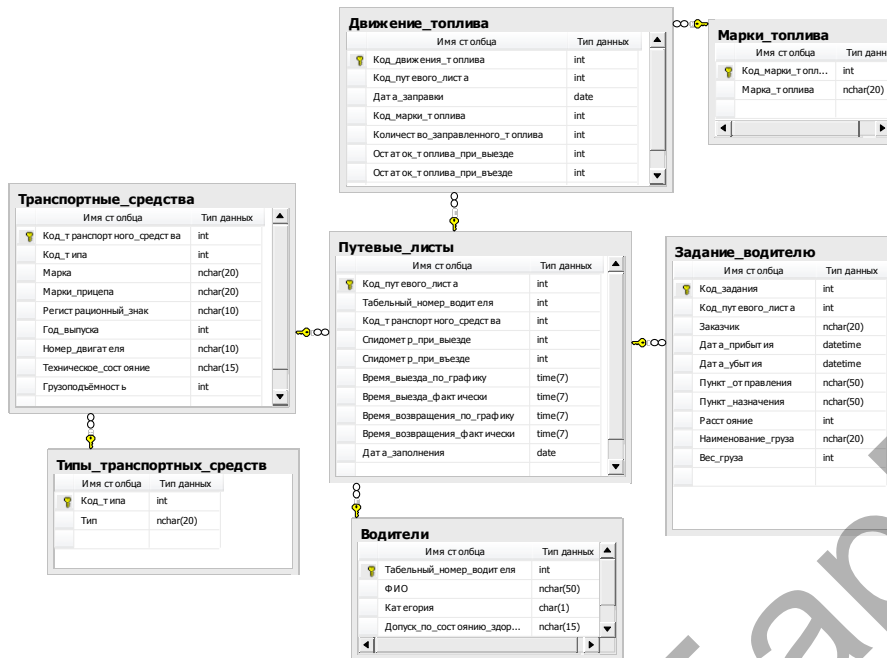 Движение_топлива
Имя столбца Тип данных
Код_движения_топлива int
Код_путевого_листа int
Дата_заправки date
Код_марки_топлива int
Количество_заправленного_топлива int
Остаток_топлива_при_выезде int
Остаток_топлива_при_въезде int
Марки_топлива
Имя столбца Тип данн
Код_марки_топл... int
Марка_топлива nchar(20)
Транспортные_средства
Имя столбца Тип данных
Код_транспортного_средства int
Код_типа int
Марка nchar(20)
Марки_прицепа nchar(20)
Регистрационный_знак nchar(10)
Год_выпуска int
Номер_двигателя nchar(10)
Техническое_состояние nchar(15)
Грузоподъёмность int
Путевые_листы
Имя столбца Тип данных
Код_путевого_листа int
Табельный_номер_водителя int
Код_транспортного_средства int
Спидометр_при_выезде int
Спидометр_при_въезде int
Время_выезда_по_графику time(7)
Время_выезда_фактически time(7)
Время_возвращения_по_графику time(7)
Время_возвращения_фактически time(7)
Дата_заполнения date
Задание_водителю
Имя столбца Тип данных
Код_задания int
Код_путевого_листа int
Заказчик nchar(20)
Дата_прибытия datetime
Дата_убытия datetime
Пункт_отправления nchar(50)
Пункт_назначения nchar(50)
Расстояние int
Наименование_груза nchar(20)
Вес_груза int
Типы_транспортных_средств
Имя столбца Тип данных
Код_типа int
Тип nchar(20)
Водители
Имя столбца Тип данных
Табельный_номер_водителя int
ФИО nchar(50)
Категория char(1)
Допуск_по_состоянию_здор... nchar(15)